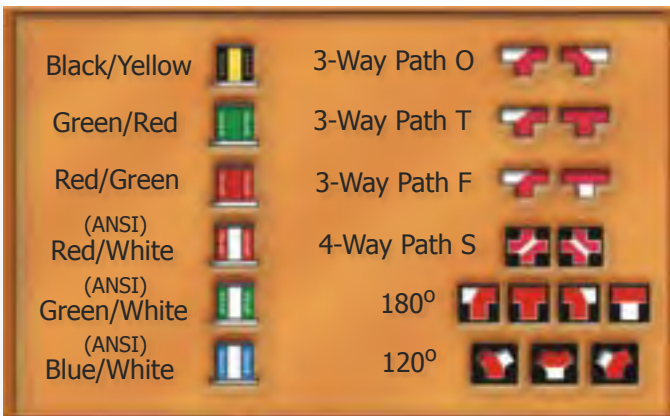 Black/Yellow
Green/Red
Red/Green
(ANSI)
Red/White
(ANSI)
Green/White
(ANSI)
Blue/White
3-Way Path O
3-Way Path T
3-Way Path F
4-Way Path S
180º
120º